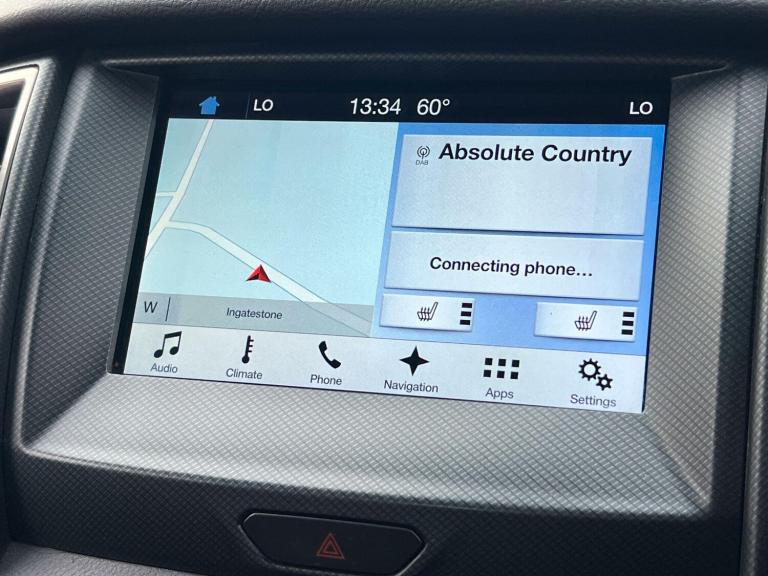 LO 13:34 60° LO
DAB Absolute Country
Connecting phone...
W Ingatestone
Audio Climate Phone Navigation Apps Settings